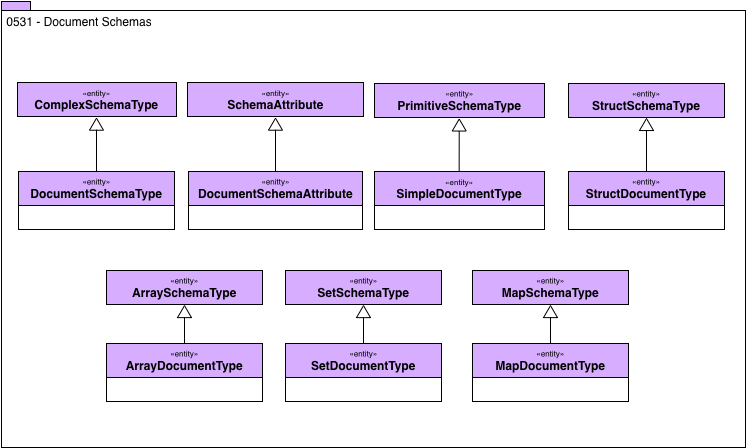 0531 - Document Schemas
«entity»
ComplexSchemaType
«entity»
SchemaAttribute
«entity»
PrimitiveSchemaType
«entity»
StructSchemaType
«entity»
DocumentSchemaType
«entity»
DocumentSchemaAttribute
«entity»
SimpleDocumentType
«entity»
StructDocumentType
«entity»
ArraySchemaType
«entity»
SetSchemaType
«entity»
MapSchemaType
«entity»
ArrayDocumentType
«entity»
SetDocumentType
«entity»
MapDocumentType